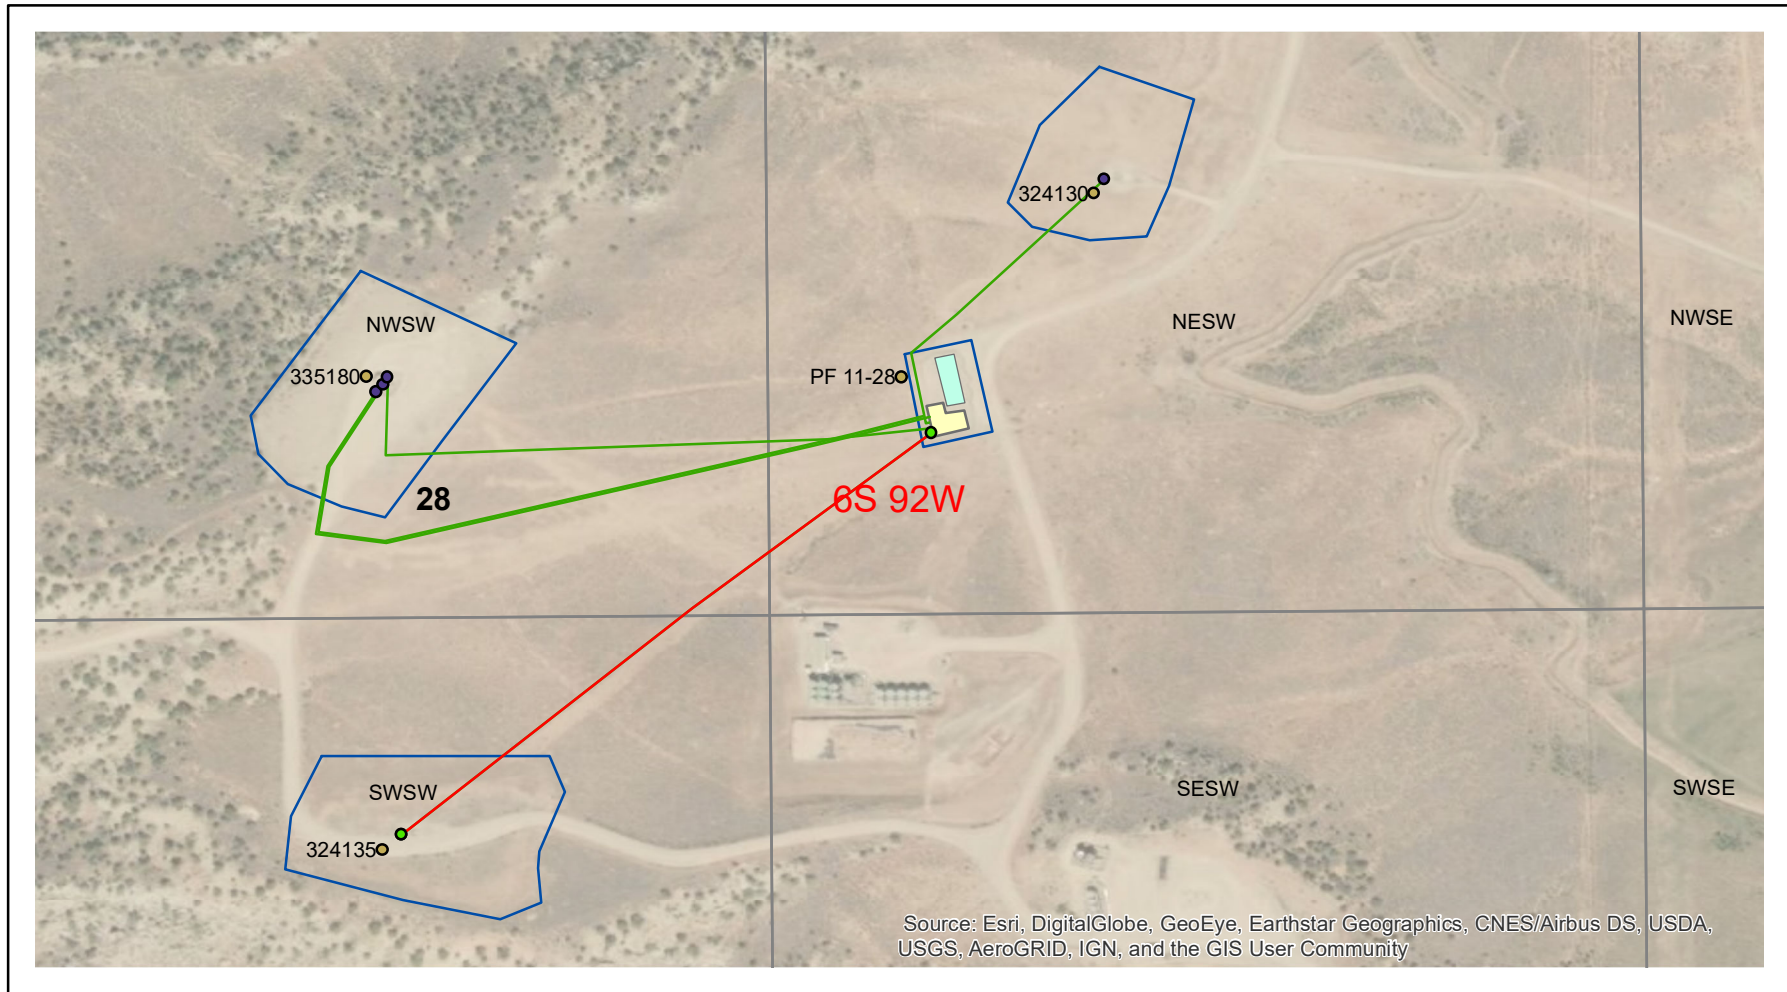 324130
NESW
NWSE
NWSW
335180
PF 11-28
28
6S 92W
SWSW
324135
SESW
SWSE
Source: Esri, DigitalGlobe, GeoEye, Earthstar Geographics, CNES/Airbus DS, USDA,
USGS, AeroGRID, IGN, and the GIS User Community